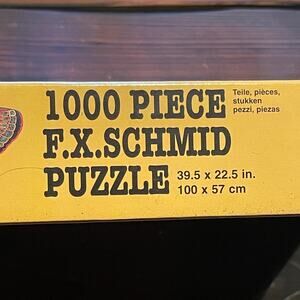 1000 PIECE Teile, pièces,
stukken
pezzi, piezas
F.X.SCHMID
PUZZLE 39.5 x 22.5 in.
100 x 57 cm